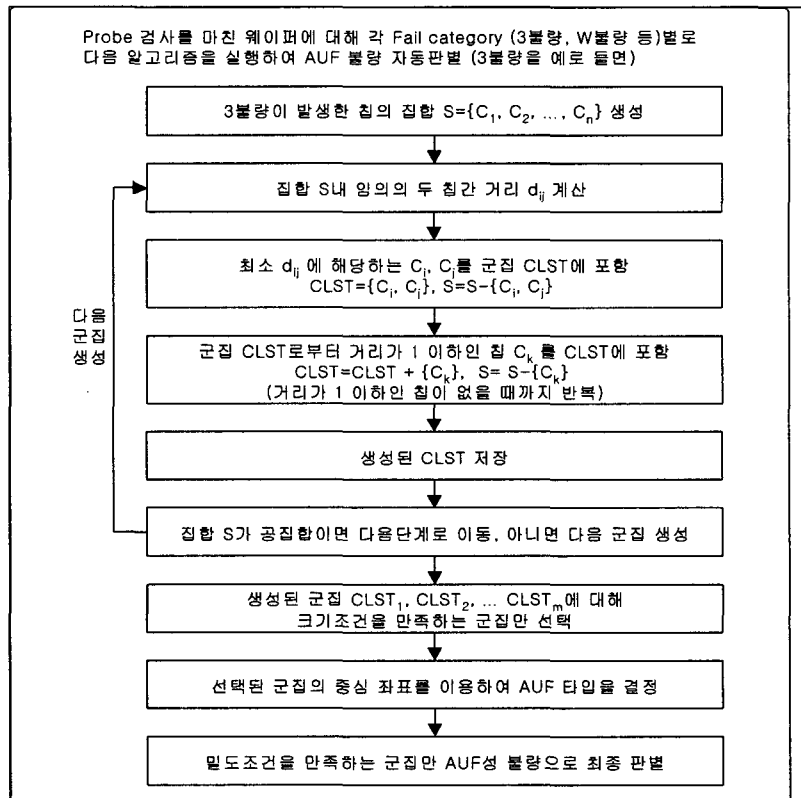 Probe 검사를 마친 웨이퍼에 대해 각 Fail category (3불량, W불량 등)별로
다음 알고리즘을 실행하여 AUF 불량 자동판별 (3불량을 예로 들면)
3불량이 발생한 칩의 집합 S={C₁, C₂, ..., Cₙ} 생성
집합 S내 임의의 두 칩간 거리 dᵢⱼ 계산
최소 dᵢⱼ 에 해당하는 Cᵢ, Cⱼ를 군집 CLST에 포함
CLST={Cᵢ, Cⱼ}, S=S-{Cᵢ, Cⱼ}
다음
군집
생성
군집 CLST로부터 거리가 1 이하인 칩 Cₖ 를 CLST에 포함
CLST=CLST + {Cₖ}, S= S-{Cₖ}
(거리가 1 이하인 칩이 없을 때까지 반복)
생성된 CLST 저장
집합 S가 공집합이면 다음단계로 이동, 아니면 다음 군집 생성
생성된 군집 CLST₁, CLST₂, ... CLSTₘ에 대해
크기조건을 만족하는 군집만 선택
선택된 군집의 중심 좌표를 이용하여 AUF 타입을 결정
밀도조건을 만족하는 군집만 AUF성 불량으로 최종 판별